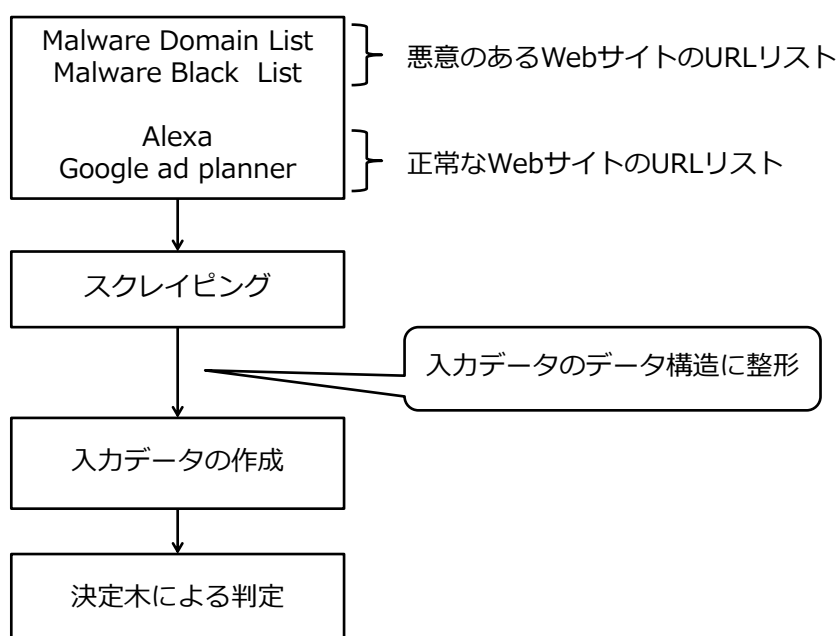 Malware Domain List
Malware Black List
悪意のあるWebサイトのURLリスト
Alexa
Google ad planner
正常なWebサイトのURLリスト
スクレイピング
入力データのデータ構造に整形
入力データの作成
決定木による判定